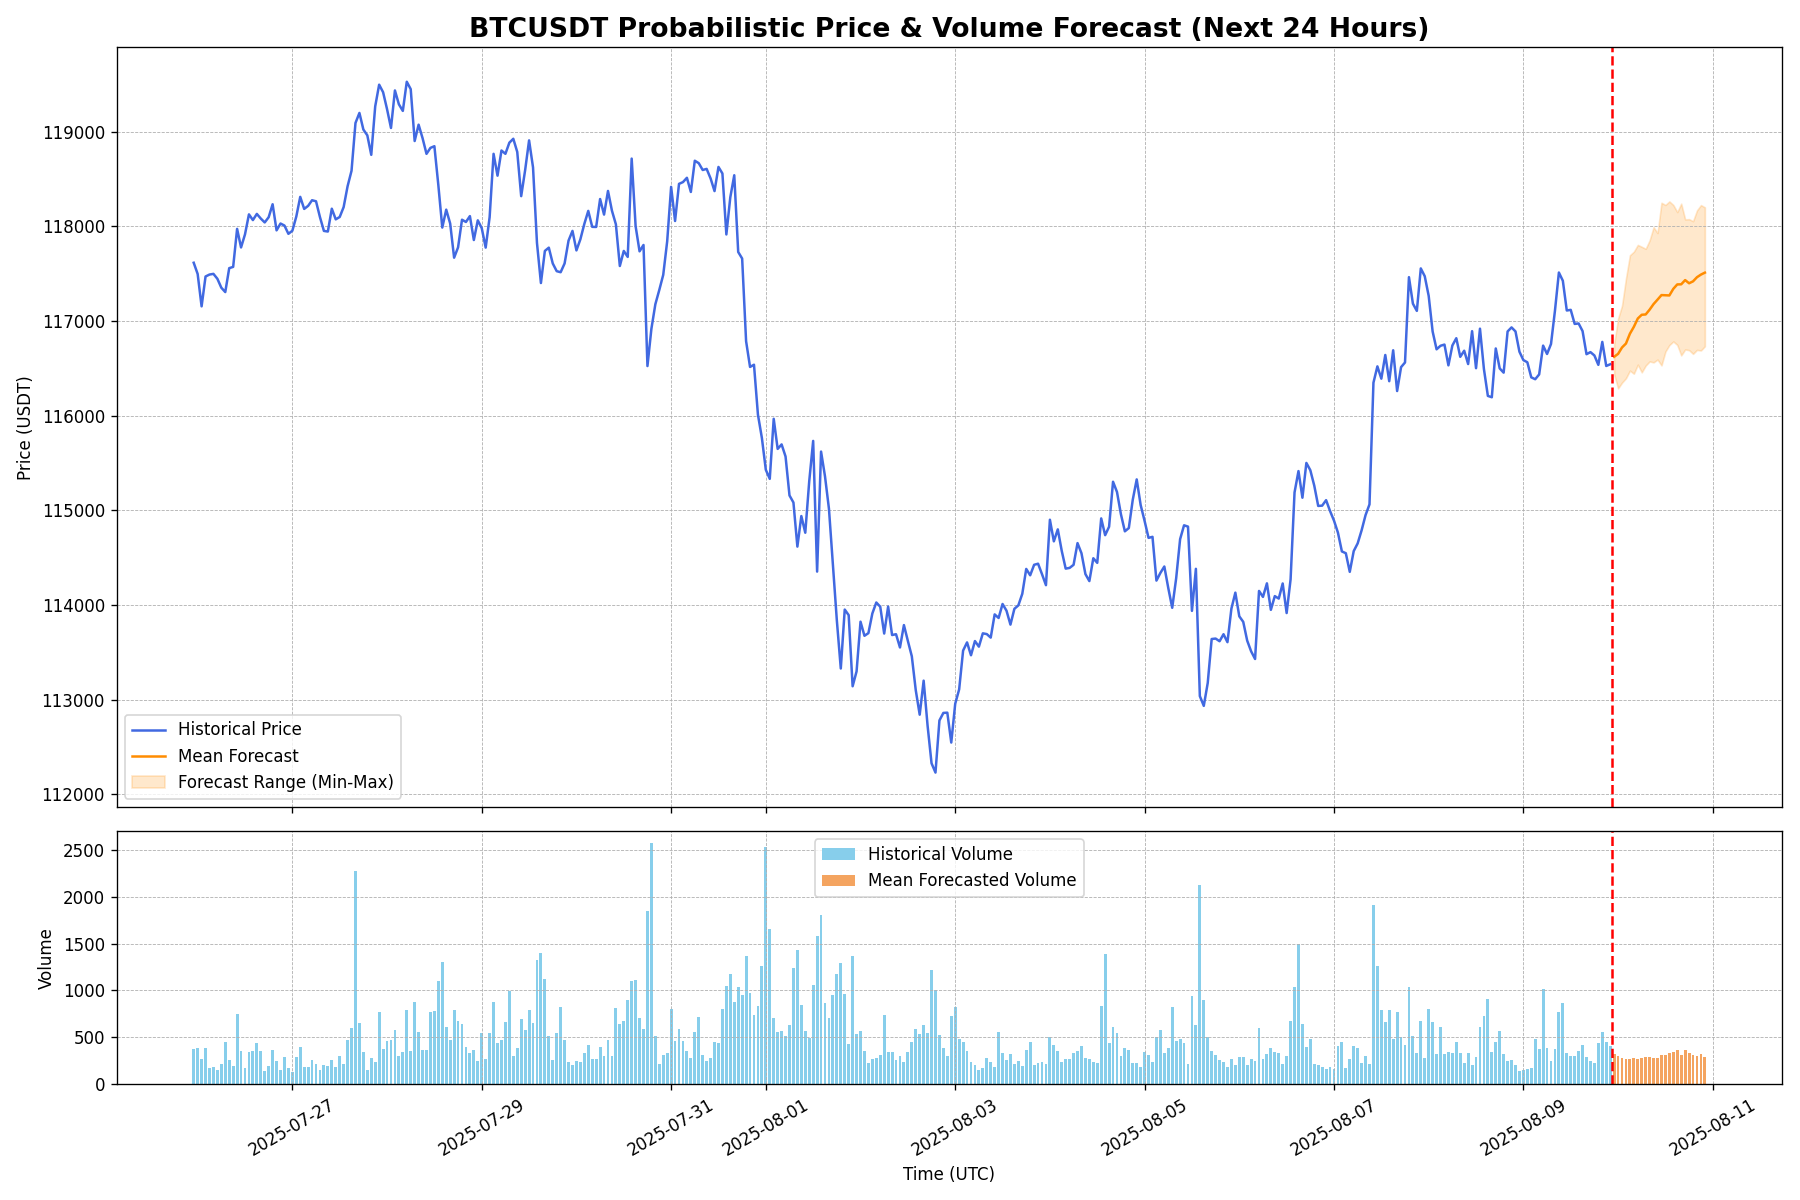 BTCUSDT Probabilistic Price & Volume Forecast (Next 24 Hours)
Price (USDT)
119000
118000
117000
116000
115000
114000
113000
112000
Historical Price
Mean Forecast
Forecast Range (Min-Max)
Volume
2500
2000
1500
1000
500
0
Historical Volume
Mean Forecasted Volume
2025-07-27
2025-07-29
2025-07-31
2025-08-01
2025-08-03
2025-08-05
2025-08-07
2025-08-09
2025-08-11
Time (UTC)